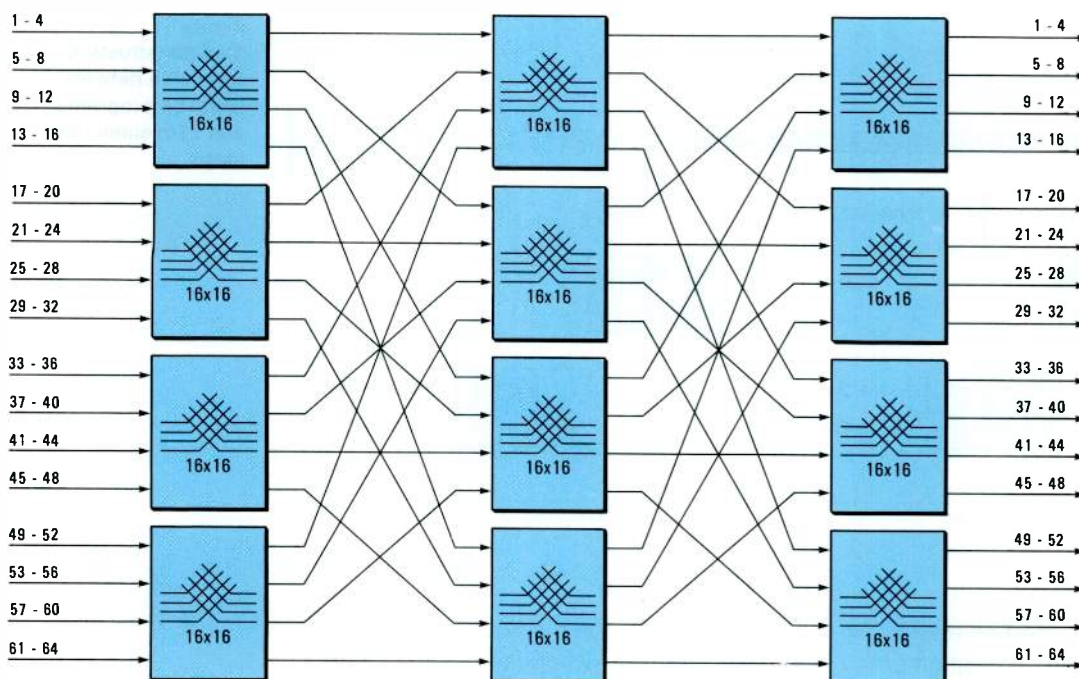 1 - 4
5 - 8
9 - 12
13 - 16
17 - 20
21 - 24
25 - 28
29 - 32
33 - 36
37 - 40
41 - 44
45 - 48
49 - 52
53 - 56
57 - 60
61 - 64
16x16
16x16
16x16
16x16
16x16
16x16
16x16
16x16
16x16
16x16
16x16
16x16
1 - 4
5 - 8
9 - 12
13 - 16
17 - 20
21 - 24
25 - 28
29 - 32
33 - 36
37 - 40
41 - 44
45 - 48
49 - 52
53 - 56
57 - 60
61 - 64